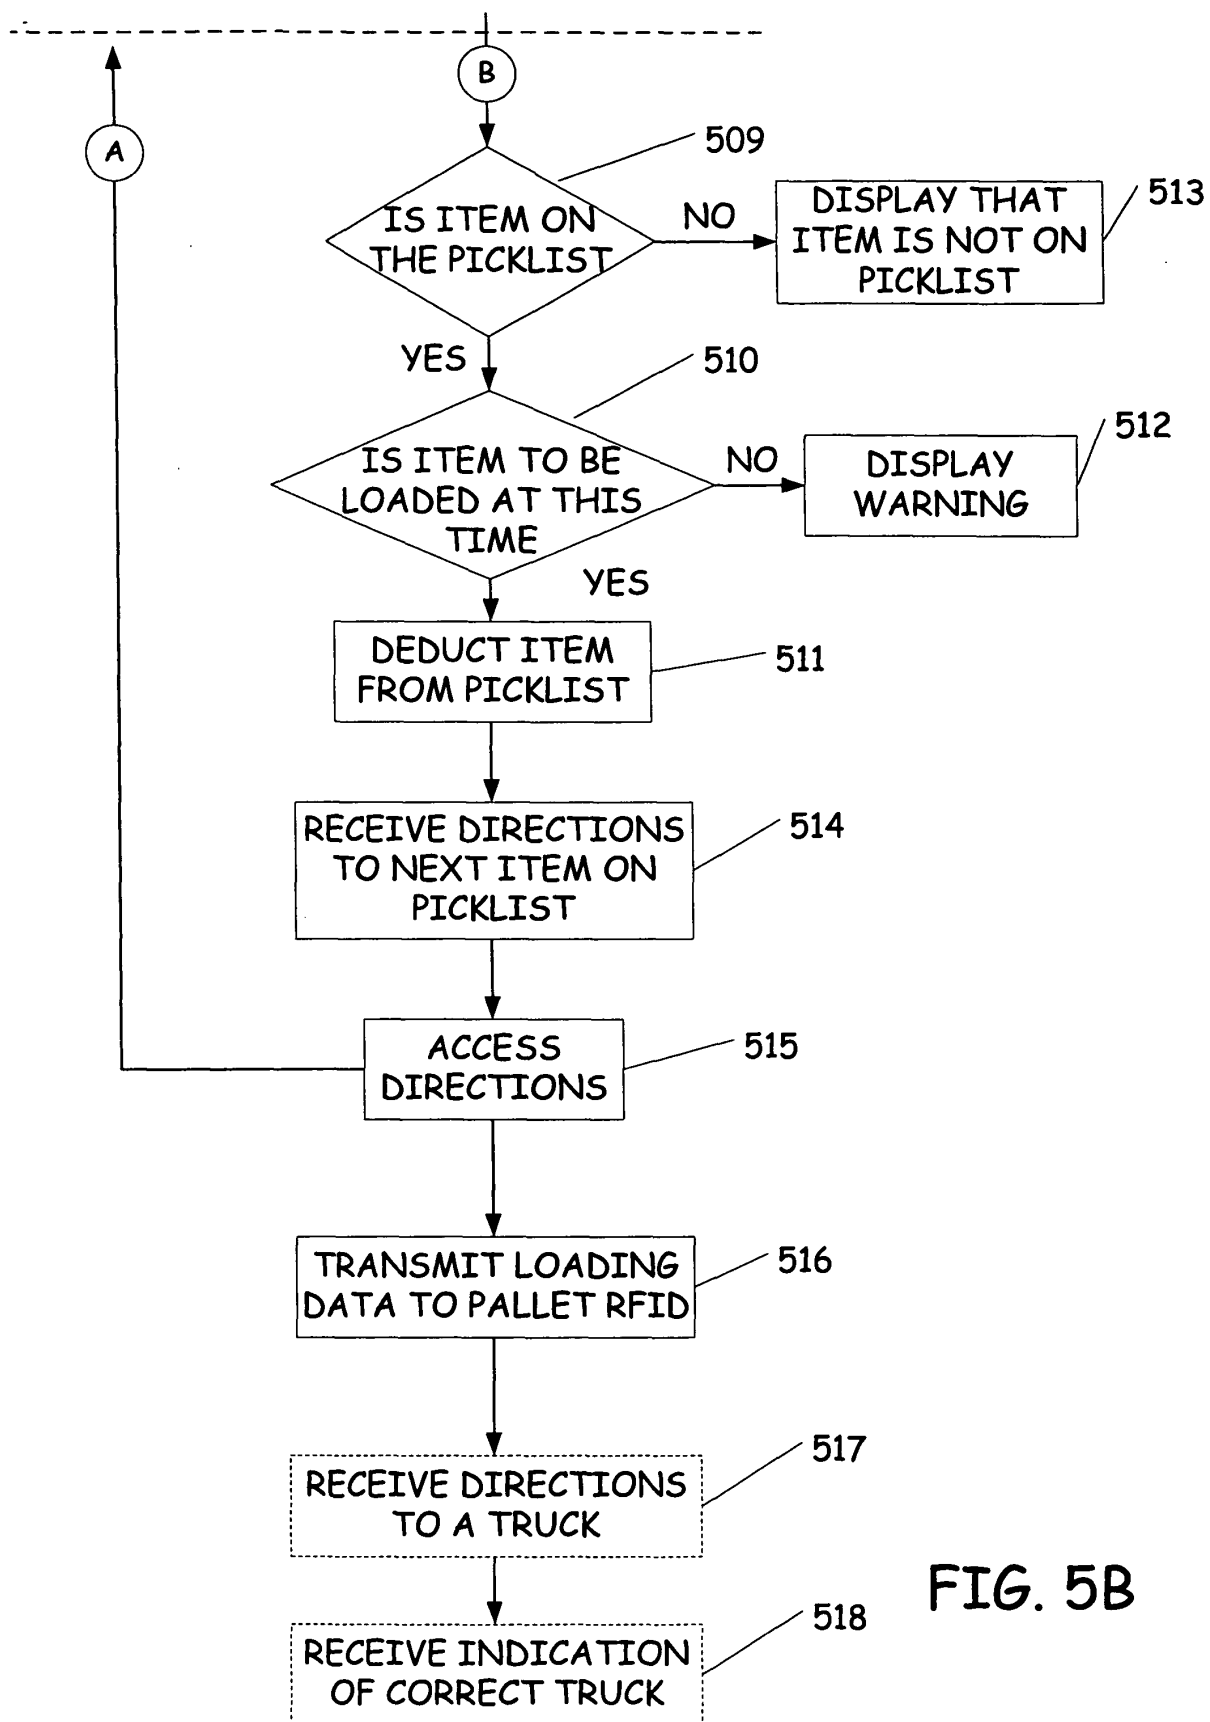 B
A
509
IS ITEM ON
THE PICKLIST
NO
DISPLAY THAT
ITEM IS NOT ON
PICKLIST
513
YES
510
IS ITEM TO BE
LOADED AT THIS
TIME
NO
DISPLAY
WARNING
512
YES
DEDUCT ITEM
FROM PICKLIST
511
RECEIVE DIRECTIONS
TO NEXT ITEM ON
PICKLIST
514
ACCESS
DIRECTIONS
515
TRANSMIT LOADING
DATA TO PALLET RFID
516
RECEIVE DIRECTIONS
TO A TRUCK
517
RECEIVE INDICATION
OF CORRECT TRUCK
518
FIG. 5B